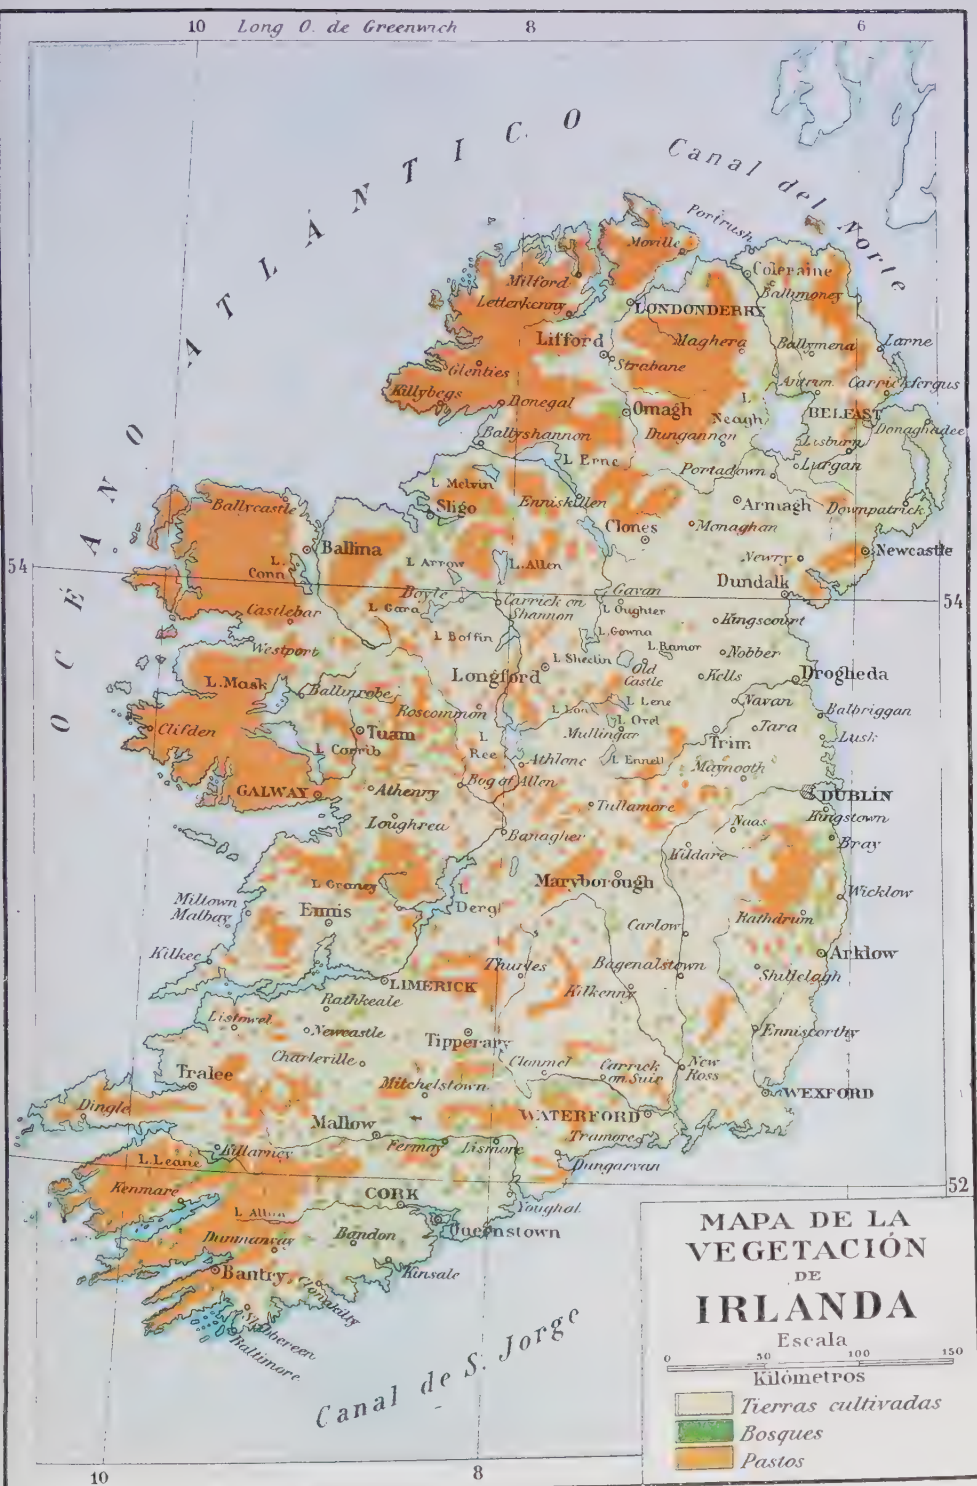 10 Long O. de Greenwich 8 6
OCÉANO ATLÁNTICO
Canal del Norte
Portrush
Moville
Coleraine
Milford
Ballimoney
Letterkenny
LONDONDERRY
Lifford
Maghera
Ballymena
Larne
Strabane
Glenties
Antrim
Carrickfergus
Killybegs
Donegal
Omagh
L Neagh
BELFAST
Donaghadee
Ballyshannon
Dungannon
Lisburn
L Erne
Portadown
Lurgan
L Melvin
Sligo
Enniskillen
Armagh
Downpatrick
Ballycastle
Clones
Monaghan
Ballina
Newry
Newcastle
54
L. Conn
L Arrow
L. Allen
Dundalk
Boyle
Cavan
54
Castlebar
L Gara
Carrick on Shannon
L Oughter
Kingscourt
L Boffin
L Gowna
L Ramor
Westport
L Sheelin
Nobber
L. Mask
Longford
Old Castle
Kells
Drogheda
Ballinrobe
L Lene
Navan
Roscommon
L Ovel
Balbriggan
Clifden
Tuam
Mullingar
Tara
L Ree
Trim
Lusk
L Corrib
Athlone
L Ennell
Maynooth
GALWAY
Athenry
Bog of Allen
DUBLÍN
Tullamore
Kingstown
Loughrea
Naas
Banagher
Bray
Kildare
L Graney
Maryborough
L Derg
Wicklow
Miltown Malbay
Ennis
Rathdrum
Carlow
Kilkee
Arklow
Thurles
Bagenalstown
Shillelagh
LIMERICK
Kilkenny
Rathkeale
Listowel
Newcastle
Enniscorthy
Tipperary
Charleville
Clonmel
Carrick on Suir
New Ross
Tralee
Mitchelstown
WEXFORD
Dingle
Mallow
WATERFORD
Fermoy
Lismore
Tramore
Killarney
L. Leane
Dungarvan
Kenmare
CORK
Youghal
52
L Allua
Dunmanway
Bandon
Queenstown
Bantry
Kinsale
Clonakilty
Skibbereen
Baltimore
Canal de S. Jorge
MAPA DE LA
VEGETACIÓN
DE
IRLANDA
Escala
0 50 100 150
Kilómetros
Tierras cultivadas
Bosques
Pastos
10 8